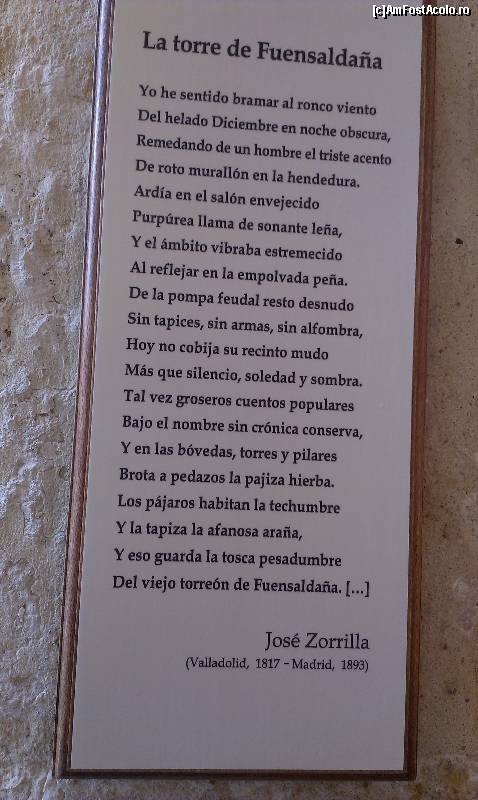 [c]AmFostAcolo.ro
La torre de Fuensaldaña
Yo he sentido bramar al ronco viento
Del helado Diciembre en noche obscura,
Remedando de un hombre el triste acento
De roto murallón en la hendedura.
Ardía en el salón envejecido
Purpúrea llama de sonante leña,
Y el ámbito vibraba estremecido
Al reflejar en la empolvada peña.
De la pompa feudal resto desnudo
Sin tapices, sin armas, sin alfombra,
Hoy no cobija su recinto mudo
Más que silencio, soledad y sombra.
Tal vez groseros cuentos populares
Bajo el nombre sin crónica conserva,
Y en las bóvedas, torres y pilares
Brota a pedazos la pajiza hierba.
Los pájaros habitan la techumbre
Y la tapiza la afanosa araña,
Y eso guarda la tosca pesadumbre
Del viejo torreón de Fuensaldaña. [...]
José Zorrilla
(Valladolid, 1817 – Madrid, 1893)